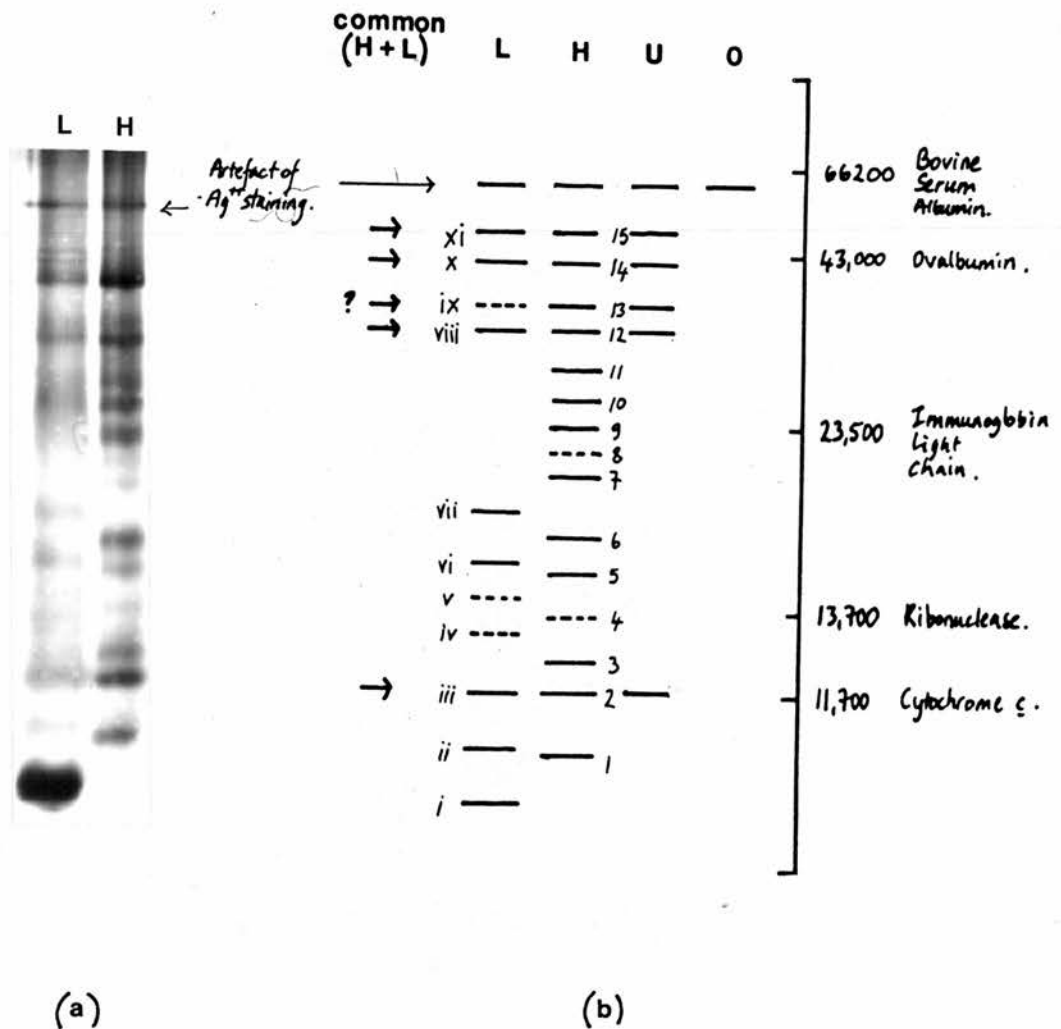 common
(H + L)
L H U O
L H
Artefact of
Ag++ staining.
66200 Bovine
Serum
Albumin.
xi 15
x 14
43,000 Ovalbumin.
? ix 13
viii 12
11
10
9
23,500 Immunoglobin
light
chain.
8
7
vii
6
vi
5
v
4
13,700 Ribonuclease.
iv
3
iii 2
11,700 Cytochrome c.
ii 1
i
(a) (b)